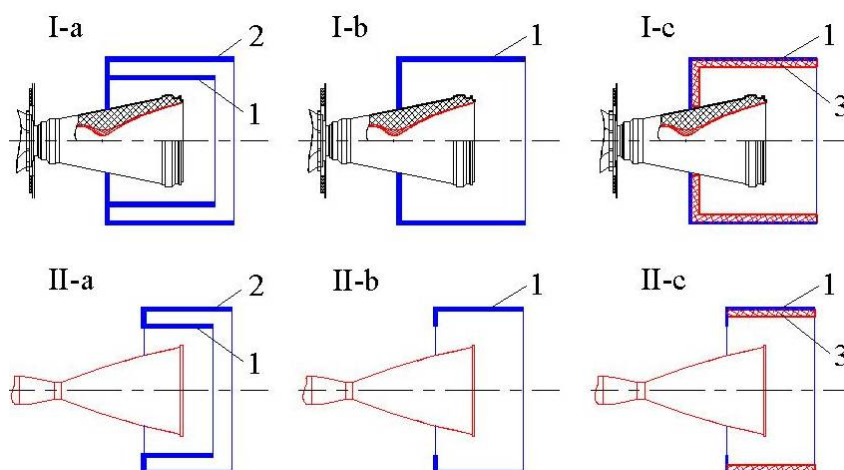 I-a 2 1
I-b 1
I-c 1 3
II-a 2 1
II-b 1
II-c 1 3